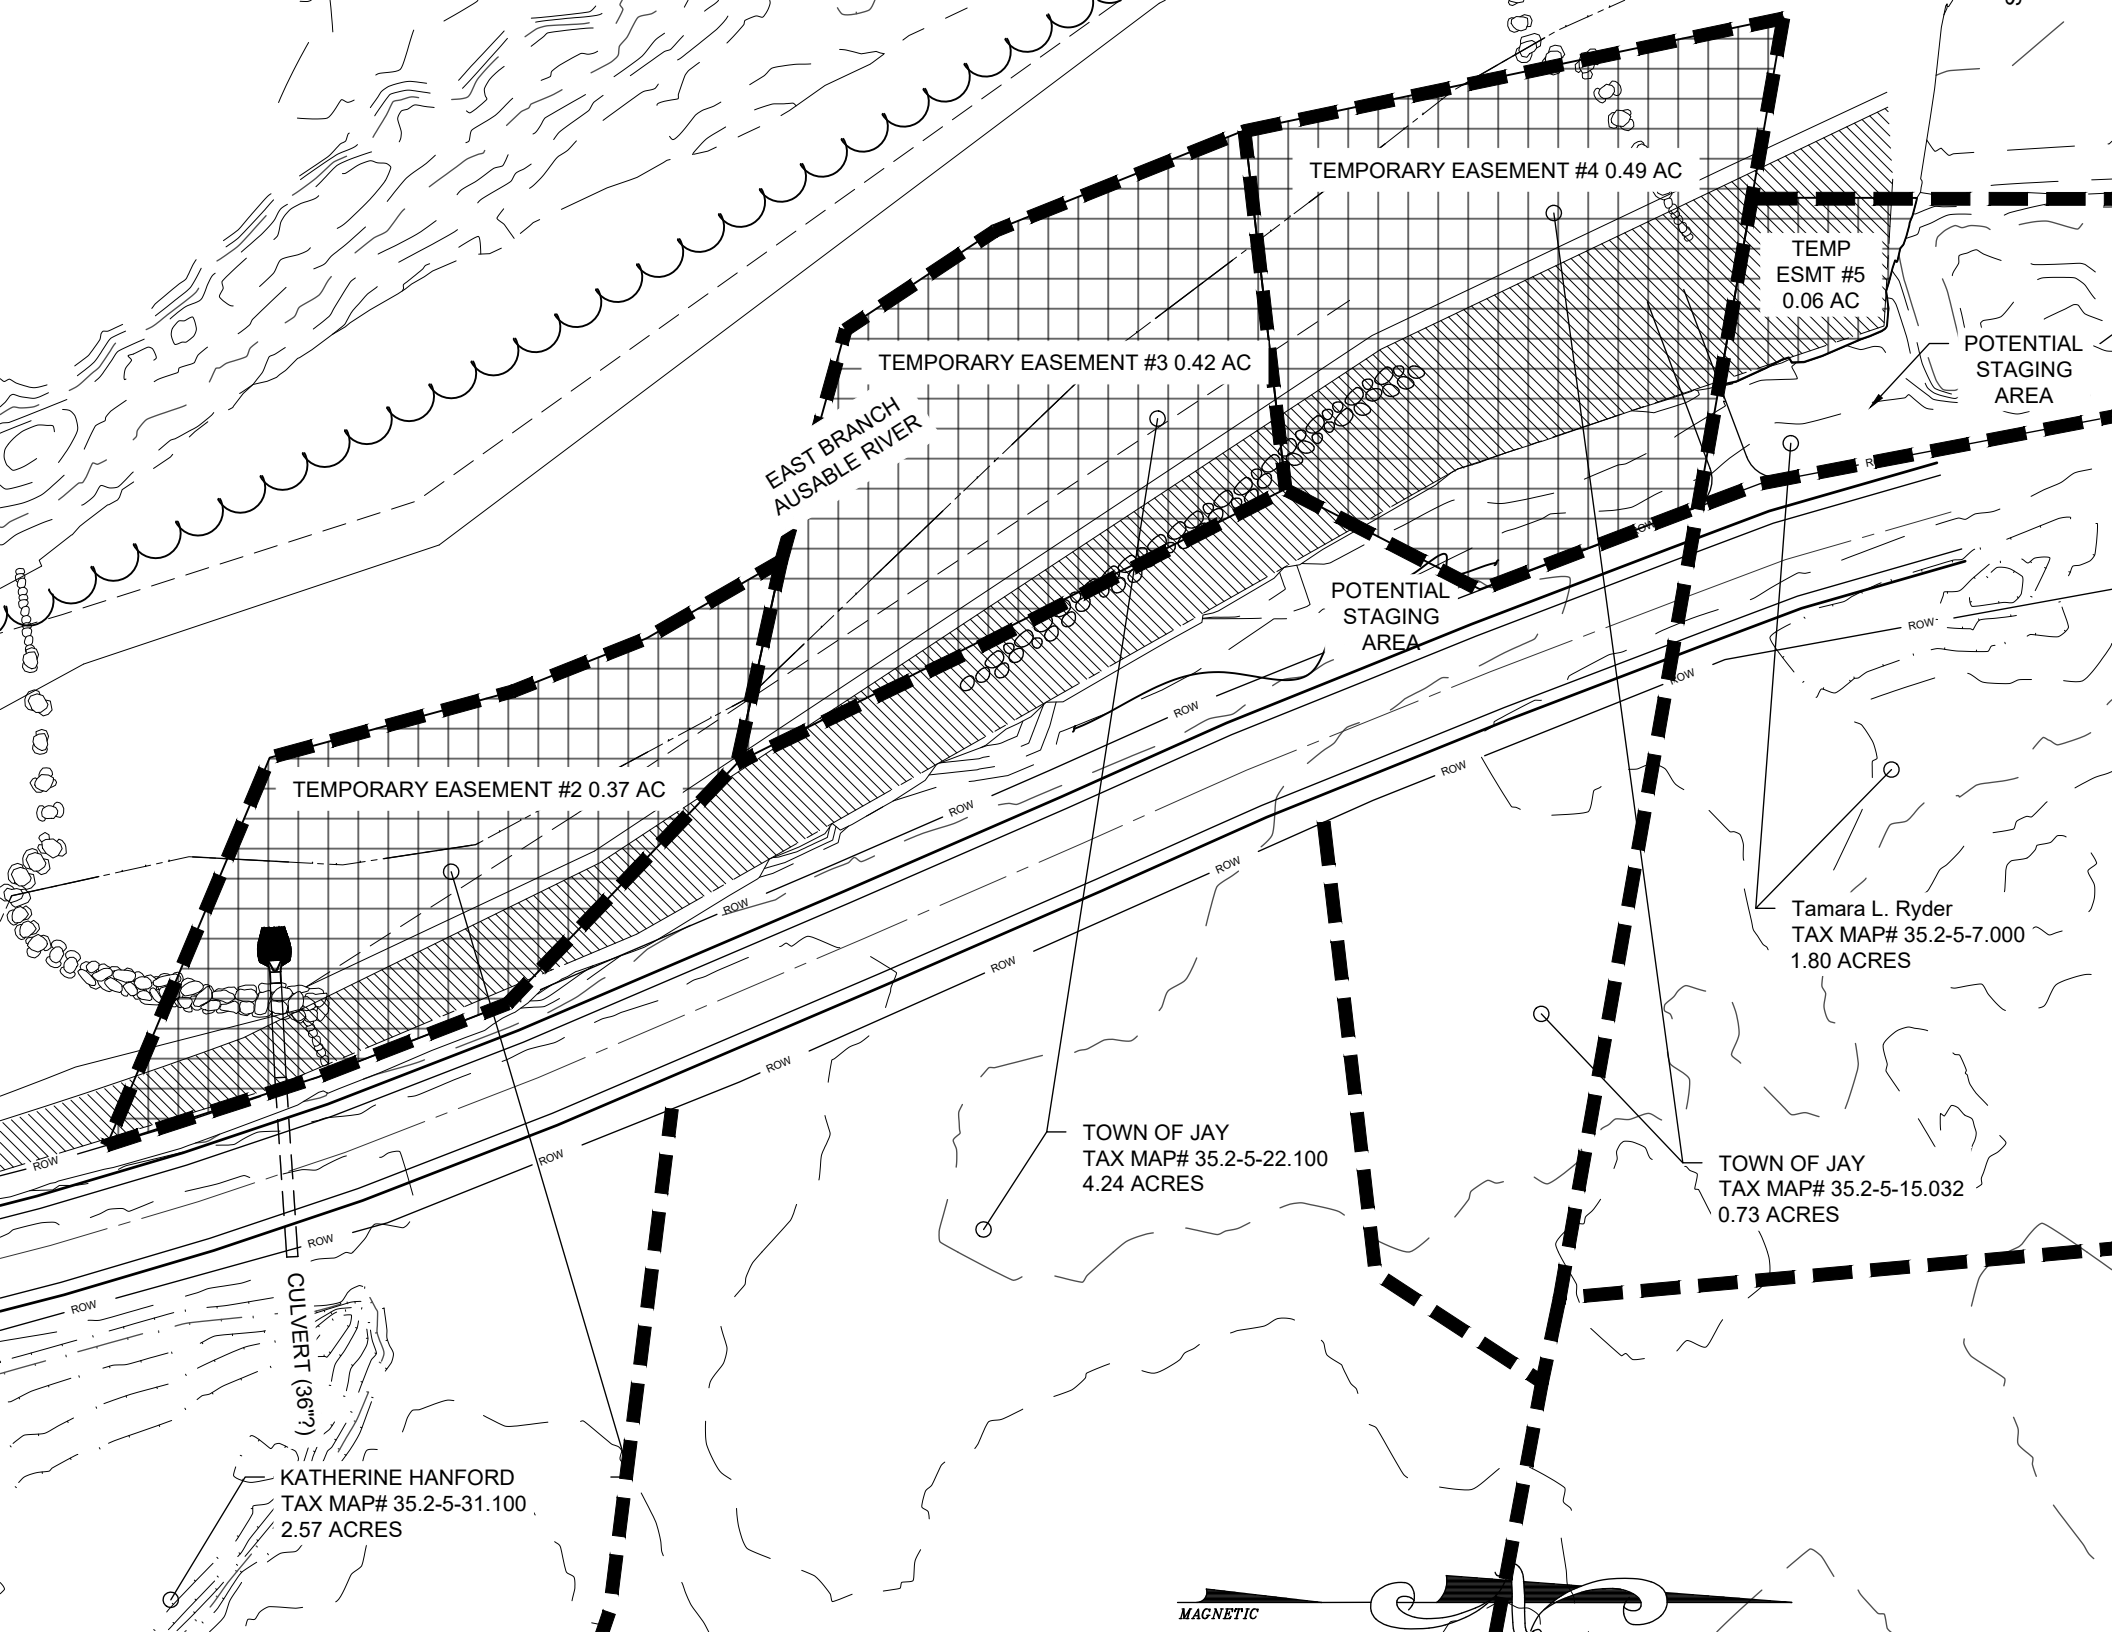 TEMPORARY EASEMENT #4 0.49 AC
TEMP
ESMT #5
0.06 AC
POTENTIAL
STAGING
AREA
TEMPORARY EASEMENT #3 0.42 AC
EAST BRANCH
AUSABLE RIVER
POTENTIAL
STAGING
AREA
ROW
ROW
ROW
ROW
ROW
TEMPORARY EASEMENT #2 0.37 AC
ROW
ROW
ROW
Tamara L. Ryder
TAX MAP# 35.2-5-7.000
1.80 ACRES
ROW
ROW
ROW
ROW
TOWN OF JAY
TAX MAP# 35.2-5-22.100
4.24 ACRES
TOWN OF JAY
TAX MAP# 35.2-5-15.032
0.73 ACRES
ROW
ROW
CULVERT (36"?)
KATHERINE HANFORD
TAX MAP# 35.2-5-31.100
2.57 ACRES
MAGNETIC